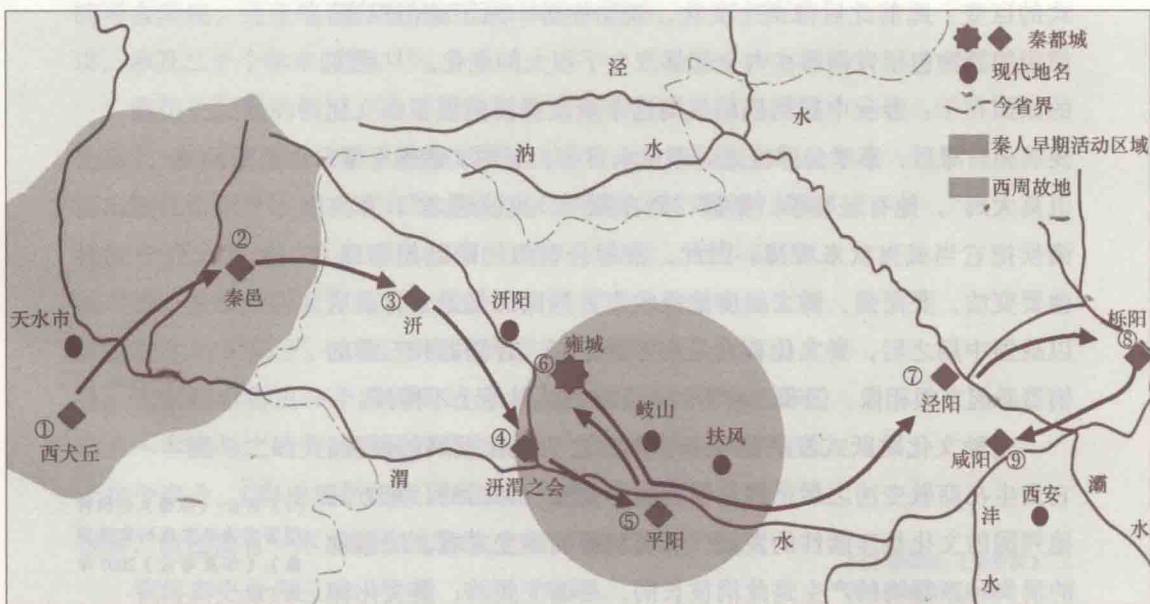 秦都城
现代地名
今省界
秦人早期活动区域
西周故地
泾
水
汭
水
①
西犬丘
天水市
②
秦邑
③
汧
汧阳
④
汧渭之会
⑤
平阳
⑥
雍城
岐山
扶风
⑦
泾阳
栎阳
⑧
咸阳
⑨
西安
渭
水
沣
水
灞
水